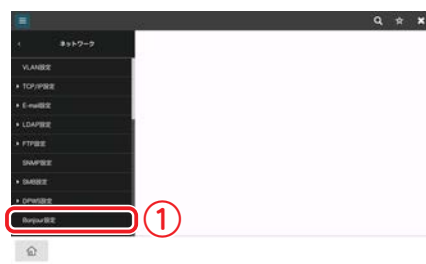 ネットワーク
VLAN設定
TCP/IP設定
E-mail設定
LDAP設定
FTP設定
SNMP設定
SMB設定
DPWS設定
Bonjour設定
①